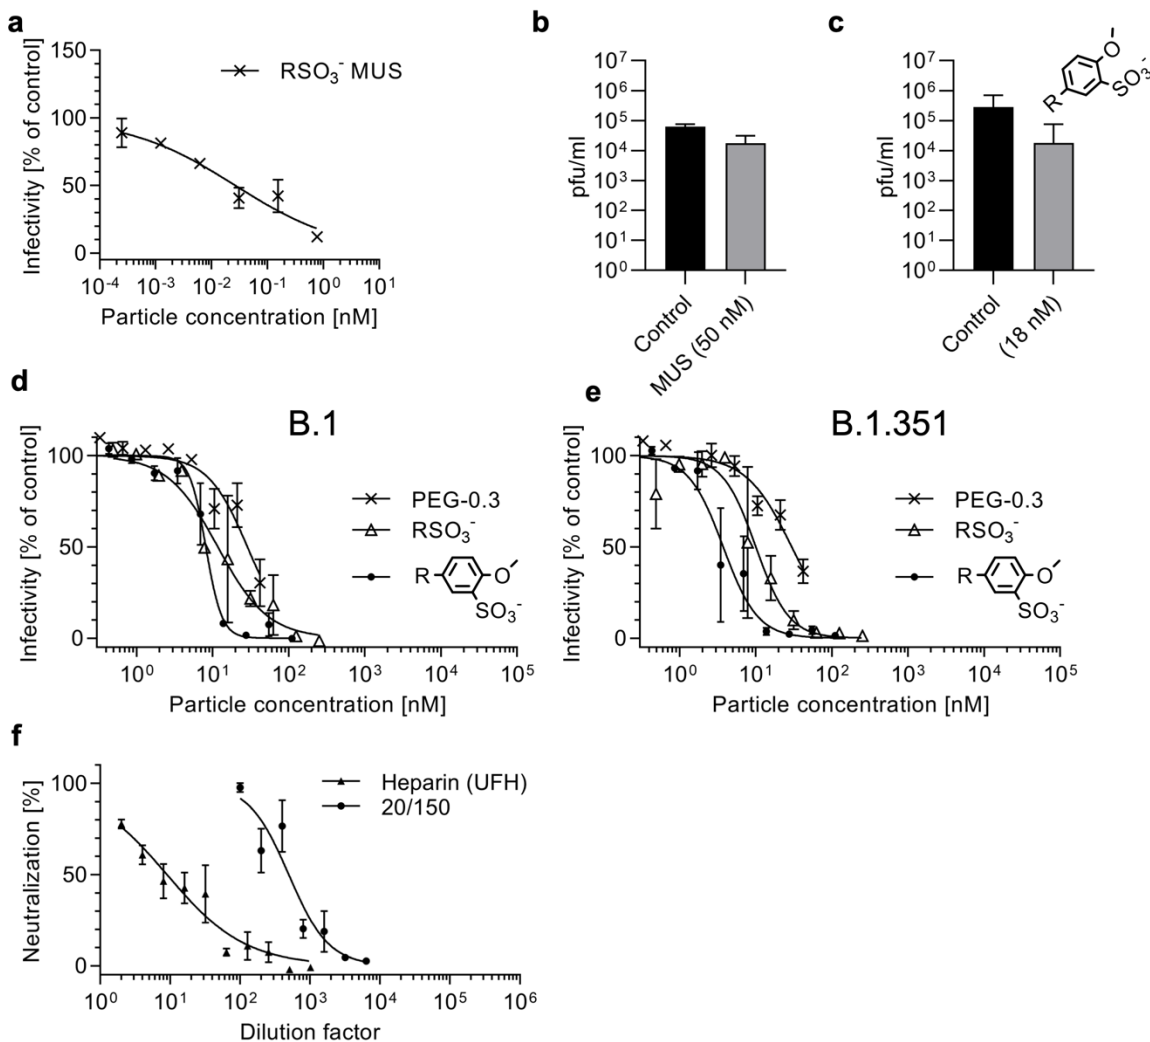 a
Infectivity [% of control]
150
100
50
0
RSO₃⁻ MUS
10⁻⁴ 10⁻³ 10⁻² 10⁻¹ 10⁰ 10¹
Particle concentration [nM]
b
pfu/ml
10⁷
10⁶
10⁵
10⁴
10³
10²
10¹
10⁰
Control
MUS (50 nM)
c
pfu/ml
10⁷
10⁶
10⁵
10⁴
10³
10²
10¹
10⁰
R
O
SO₃⁻
Control
(18 nM)
d
B.1
Infectivity [% of control]
100
50
0
PEG-0.3
RSO₃⁻
R
O
SO₃⁻
10⁰ 10¹ 10² 10³ 10⁴ 10⁵
Particle concentration [nM]
e
B.1.351
Infectivity [% of control]
100
50
0
PEG-0.3
RSO₃⁻
R
O
SO₃⁻
10⁰ 10¹ 10² 10³ 10⁴ 10⁵
Particle concentration [nM]
f
Neutralization [%]
100
50
0
Heparin (UFH)
20/150
10⁰ 10¹ 10² 10³ 10⁴ 10⁵ 10⁶
Dilution factor